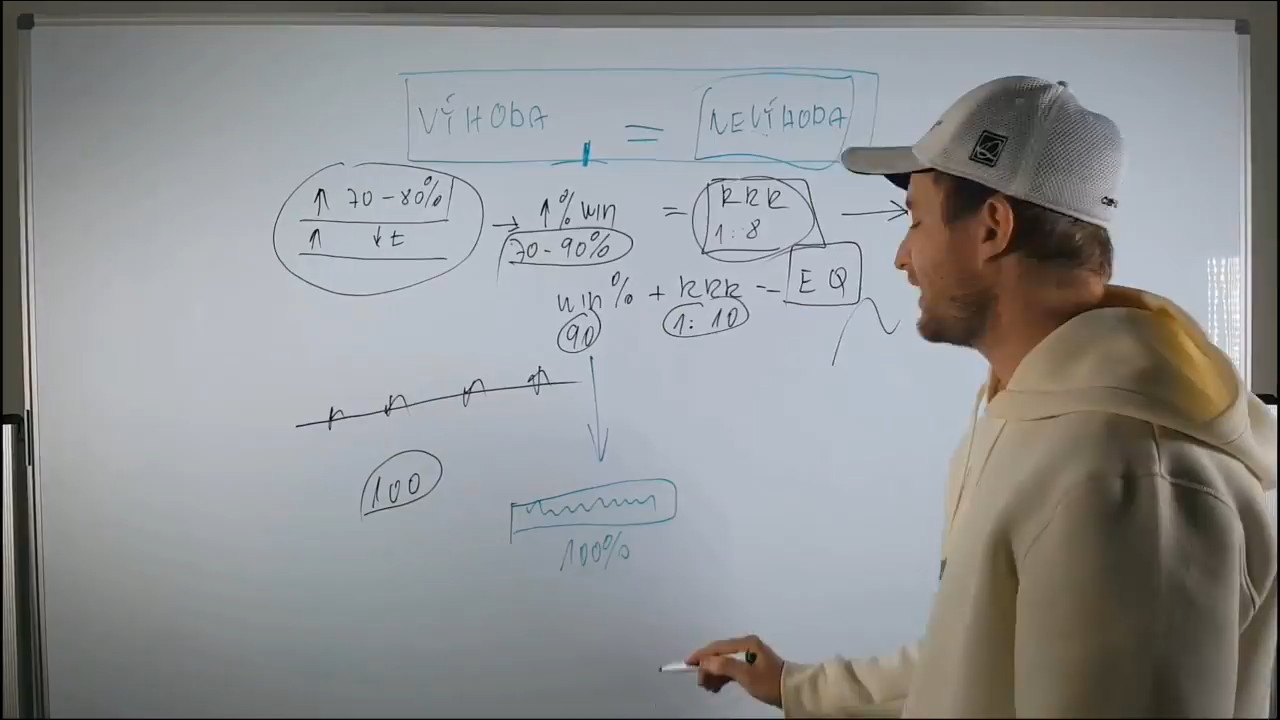 VÝHODA = NEVÝHODA
↑ 70-80%
↑ ↓t
→ ↑% WIN = RRR →
70-90% 1:8
WIN% + RRR - EQ
90 1:10
100
100%